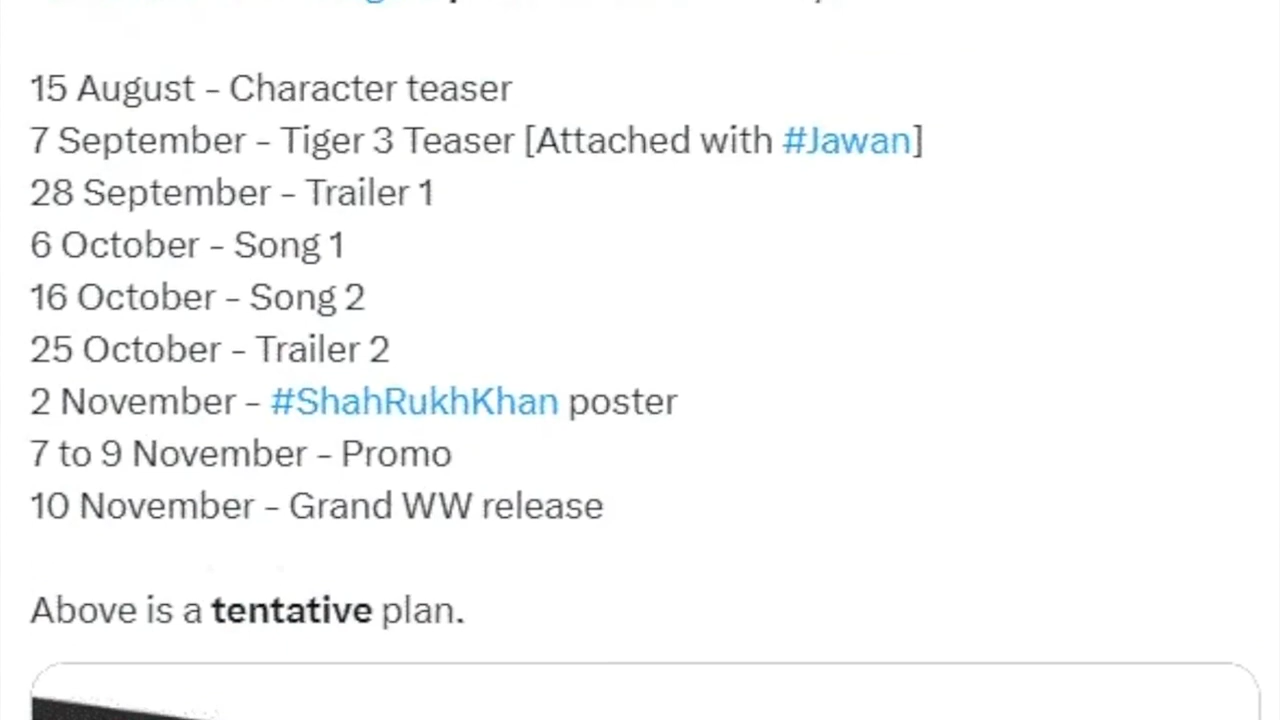 15 August - Character teaser
7 September - Tiger 3 Teaser [Attached with #Jawan]
28 September - Trailer 1
6 October - Song 1
16 October - Song 2
25 October - Trailer 2
2 November - #ShahRukhKhan poster
7 to 9 November - Promo
10 November - Grand WW release
Above is a tentative plan.